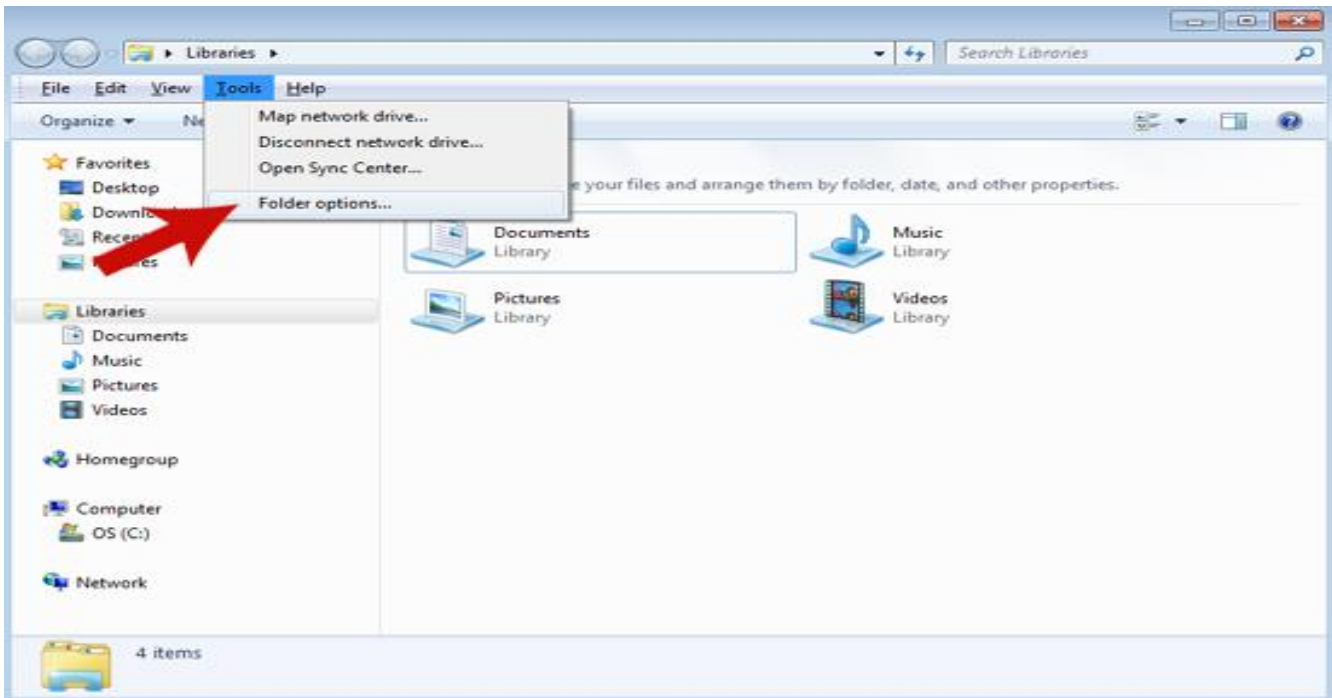 Libraries
Search Libraries
File Edit View Tools Help
Organize
Map network drive...
Disconnect network drive...
Open Sync Center...
Folder options...
Favorites
Desktop
Libraries
Documents
Music
Pictures
Videos
Homegroup
Computer
OS (C:)
Network
your files and arrange them by folder, date, and other properties.
Documents
Library
Music
Library
Pictures
Library
Videos
Library
4 items